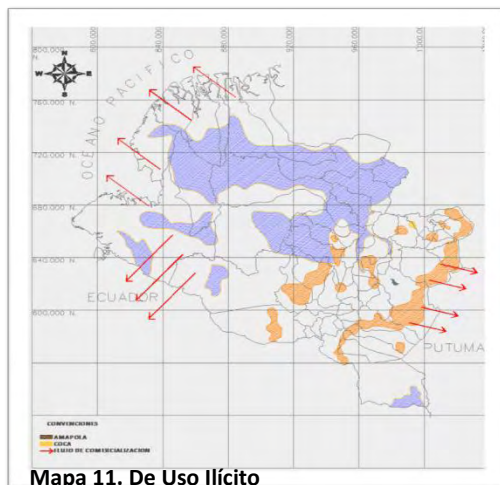 800.000 N
OCEANO PACIFICO
760.000 N
720.000 N
680.000 N
640.000 N
ECUADOR
600.000 N
PUTUMA
CONVENCIONES
AMAPOLA
COCA
FLUJO DE COMERCIALIZACION
Mapa 11. De Uso Ilícito